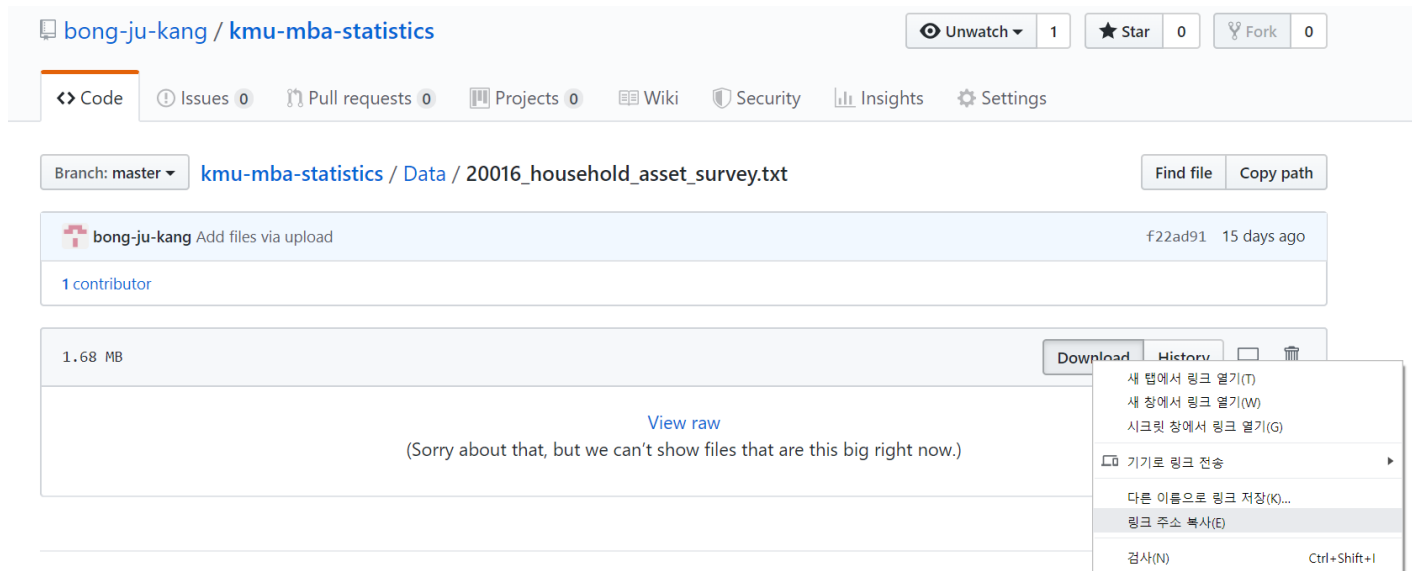 bong-ju-kang / kmu-mba-statistics
Unwatch 1 Star 0 Fork 0
Code Issues 0 Pull requests 0 Projects 0 Wiki Security Insights Settings
Branch: master kmu-mba-statistics / Data / 20016_household_asset_survey.txt Find file Copy path
bong-ju-kang Add files via upload f22ad91 15 days ago
1 contributor
1.68 MB Download History
새 탭에서 링크 열기(T)
새 창에서 링크 열기(W)
시크릿 창에서 링크 열기(G)
View raw
(Sorry about that, but we can't show files that are this big right now.)
기기로 링크 전송
다른 이름으로 링크 저장(K)...
링크 주소 복사(E)
검사(N) Ctrl+Shift+I